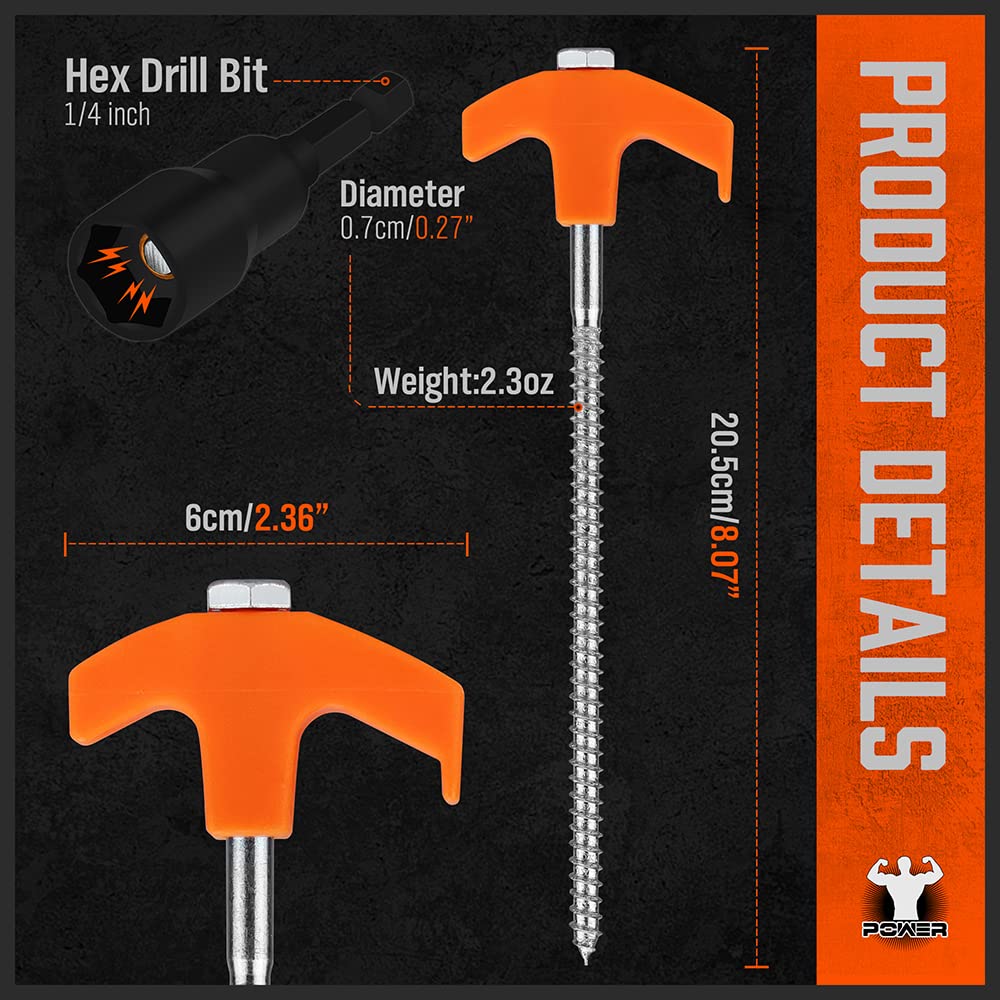 Hex Drill Bit
1/4 inch
Diameter
0.7cm/0.27”
Weight:2.3oz
6cm/2.36”
20.5cm/8.07”
PRODUCT DETAILS
POWER